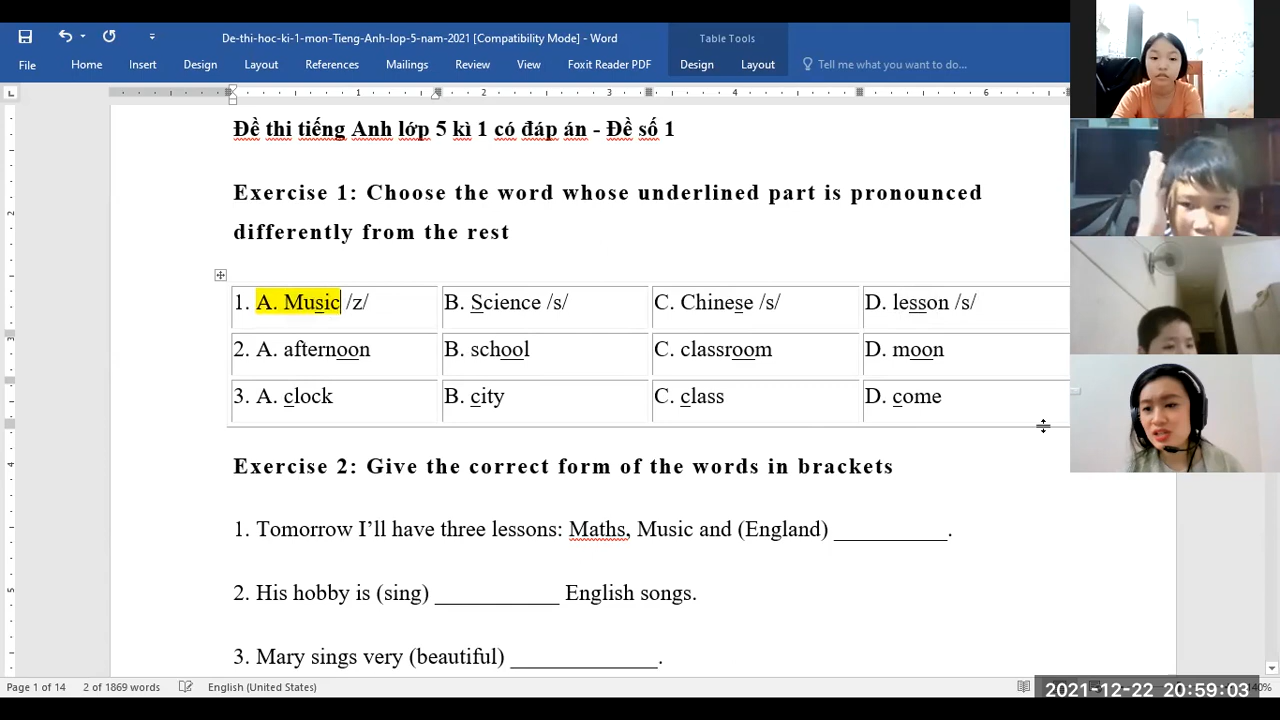 De-thi-hoc-ki-1-mon-Tieng-Anh-lop-5-nam-2021 [Compatibility Mode] - Word
Table Tools
File Home Insert Design Layout References Mailings Review View Foxit Reader PDF Design Layout Tell me what you want to do...
1 2 3 4 6
Đề thi tiếng Anh lớp 5 kì 1 có đáp án - Đề số 1
Exercise 1: Choose the word whose underlined part is pronounced
differently from the rest
1. A. Music /z/ B. Science /s/ C. Chinese /s/ D. lesson /s/
2. A. afternoon B. school C. classroom D. moon
3. A. clock B. city C. class D. come
Exercise 2: Give the correct form of the words in brackets
1. Tomorrow I’ll have three lessons: Maths, Music and (England) __________.
2. His hobby is (sing) ___________ English songs.
3. Mary sings very (beautiful) _____________.
Page 1 of 14 2 of 1869 words English (United States) 140%
2021-12-22 20:59:03